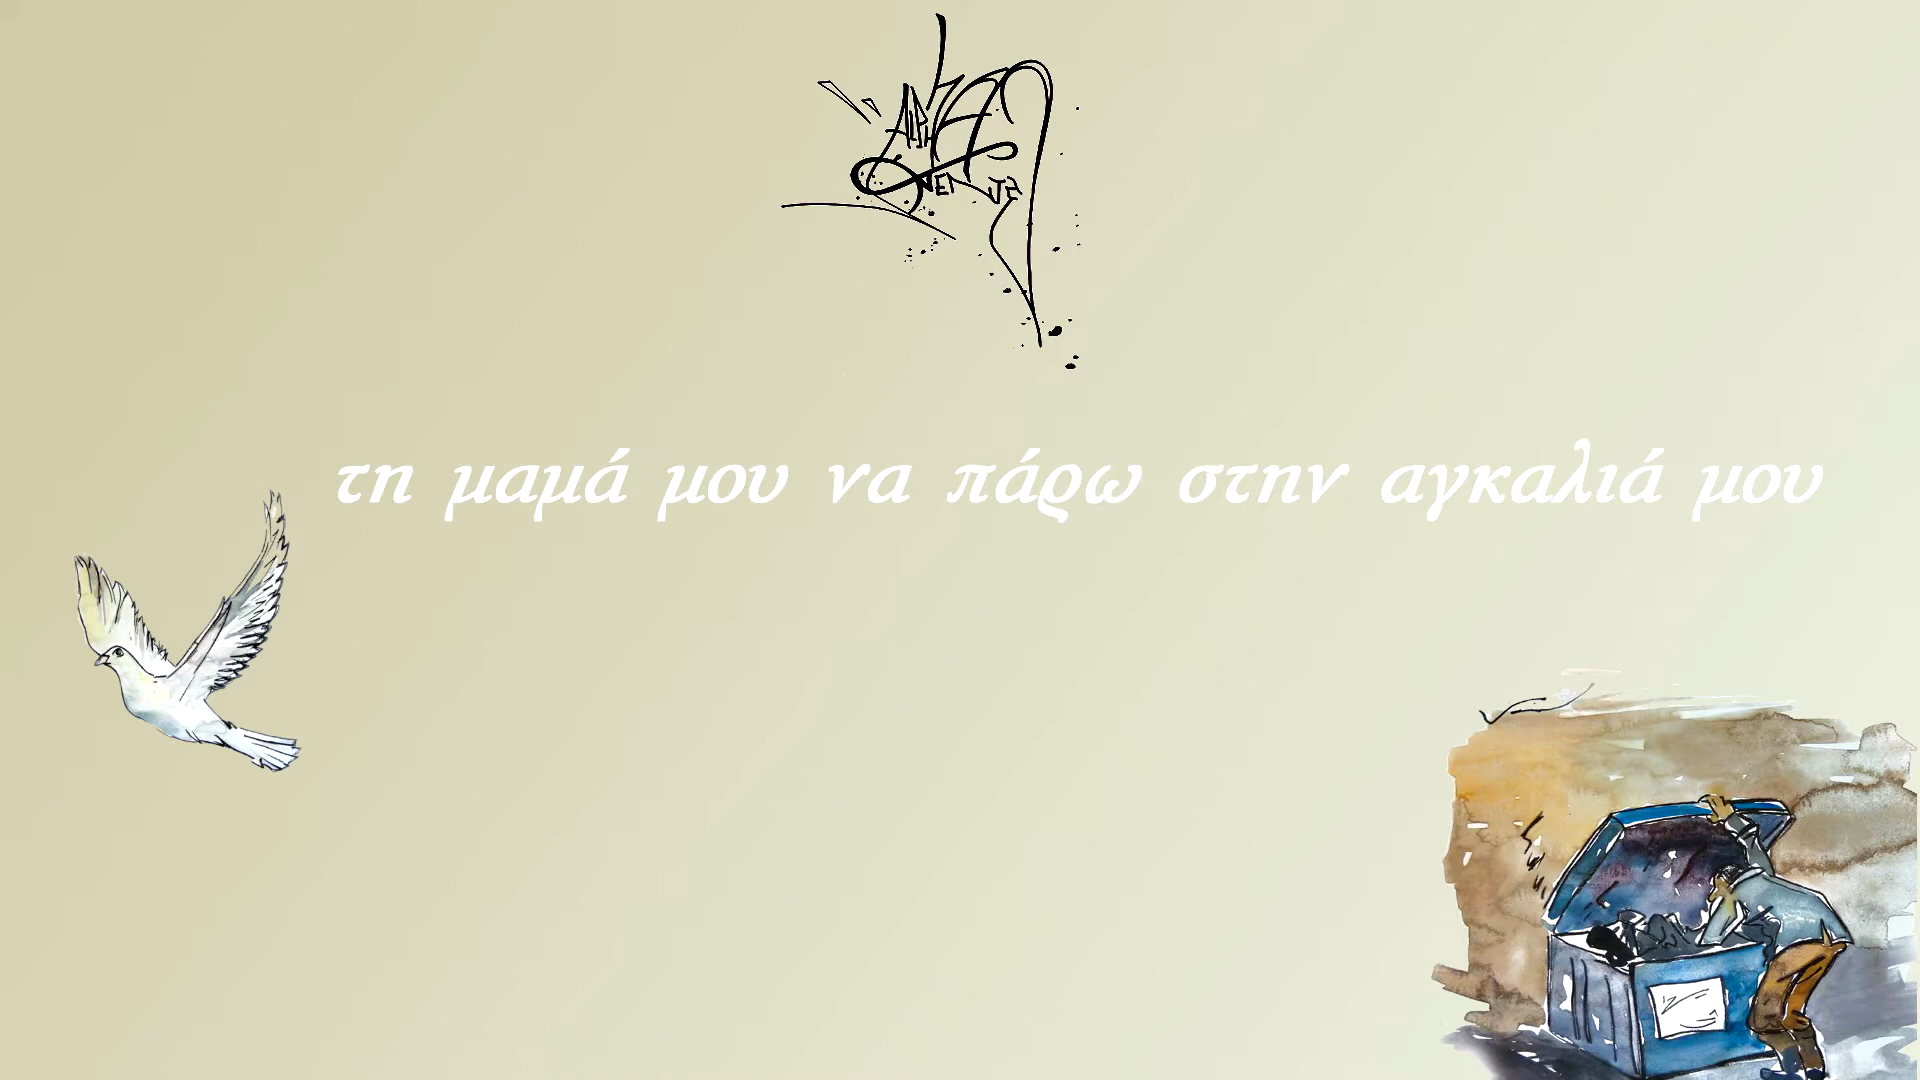 τη μαμά μου να πάρω στην αγκαλιά μου